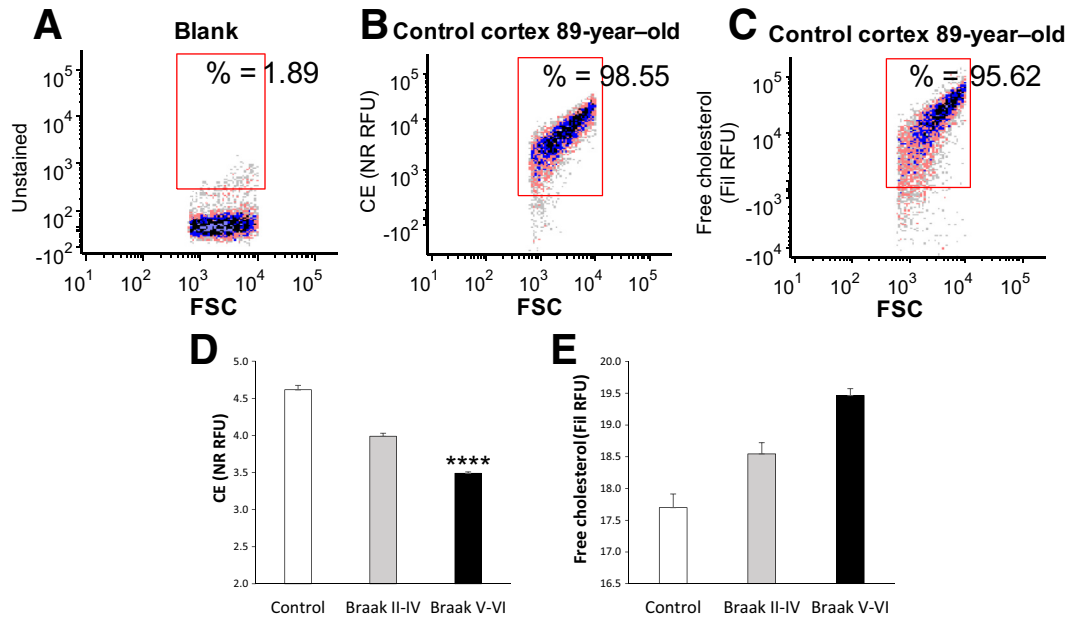 A
Blank
% = 1.89
Unstained
10^5
10^4
10^3
10^2
-10^2
10^1 10^2 10^3 10^4 10^5
FSC
B
Control cortex 89-year–old
% = 98.55
CE (NR RFU)
10^5
10^4
10^3
-10^2
10^1 10^2 10^3 10^4 10^5
FSC
C
Control cortex 89-year–old
% = 95.62
Free cholesterol
(Fil RFU)
10^5
10^4
-10^3
-10^4
10^1 10^2 10^3 10^4 10^5
FSC
D
CE (NR RFU)
5.0
4.5
4.0
3.5
3.0
2.5
2.0
****
Control Braak II-IV Braak V-VI
E
Free cholesterol (Fil RFU)
20.0
19.5
19.0
18.5
18.0
17.5
17.0
16.5
Control Braak II-IV Braak V-VI